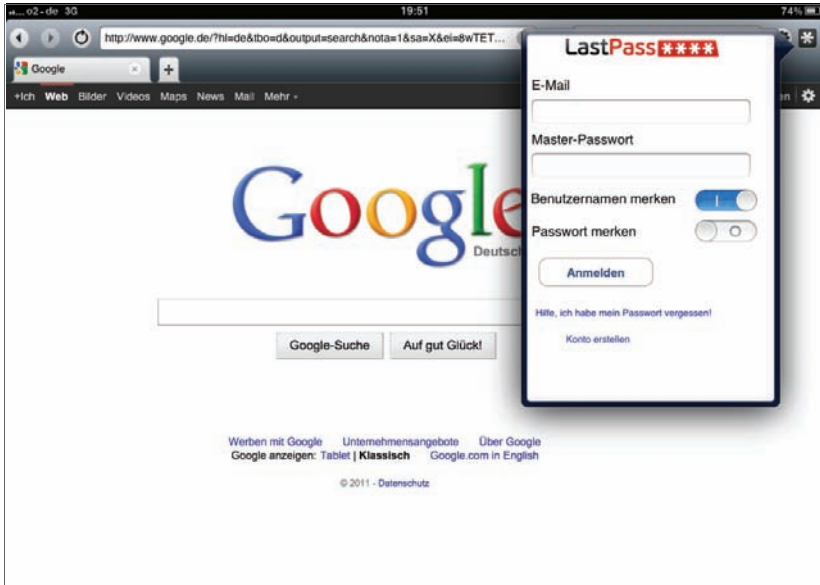 o2-de 3G 19:51 74%
http://www.google.de/?hl=de&tbo=d&output=search&nota=1&sa=X&ei=8wTET...
Google
+Ich Web Bilder Videos Maps News Mail Mehr
en
Google
Deutsc
Google-Suche Auf gut Glück!
Werben mit Google Unternehmensangebote Über Google
Google anzeigen: Tablet | Klassisch Google.com in English
© 2011 - Datenschutz
LastPass ****
E-Mail
Master-Passwort
Benutzernamen merken
Passwort merken
Anmelden
Hilfe, ich habe mein Passwort vergessen!
Konto erstellen